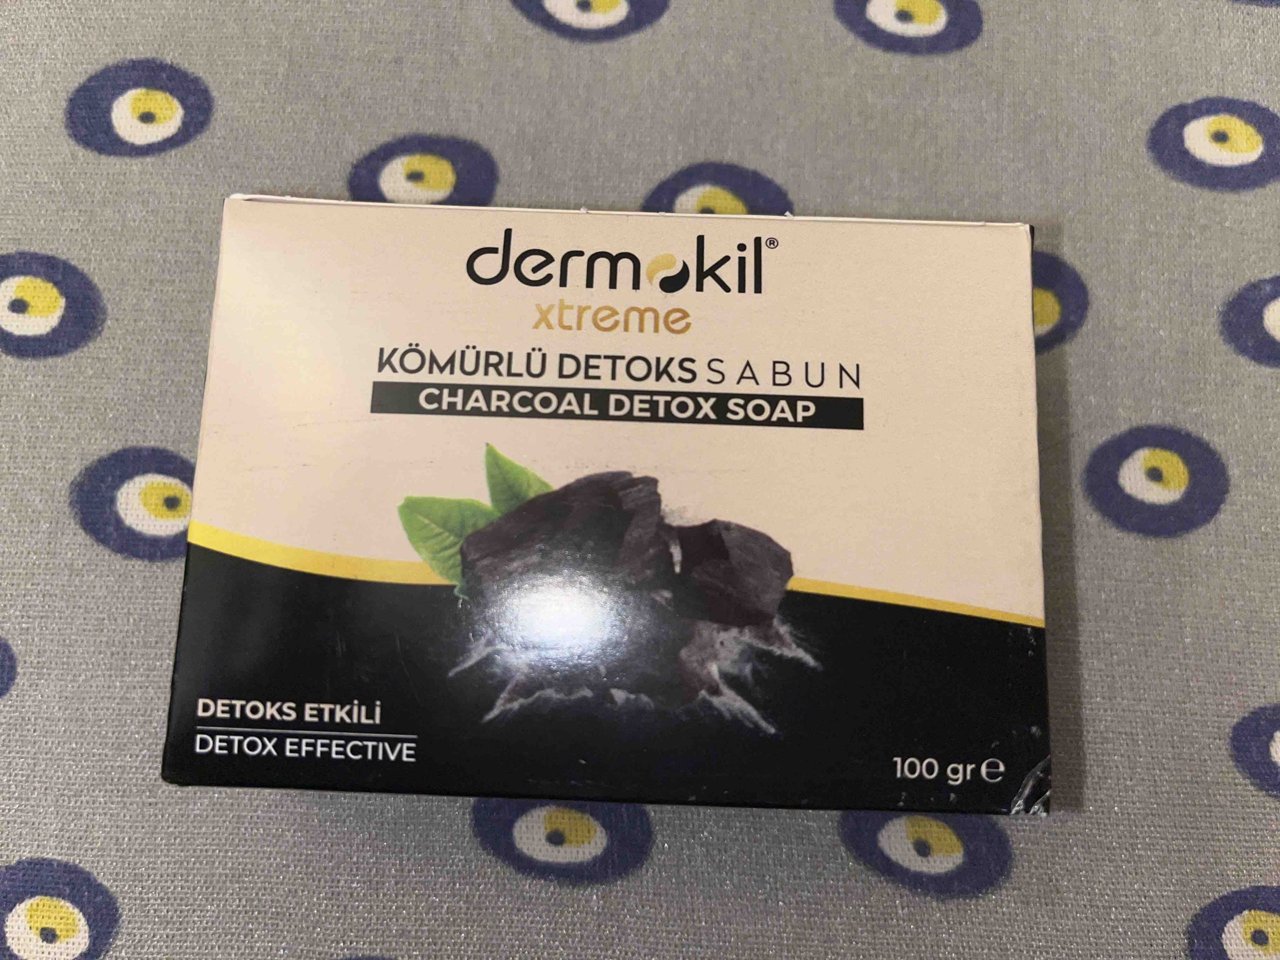 dermokil®
xtreme
KÖMÜRLÜ DETOKS SABUN
CHARCOAL DETOX SOAP
DETOKS ETKİLİ
DETOX EFFECTIVE
100 gr ℮